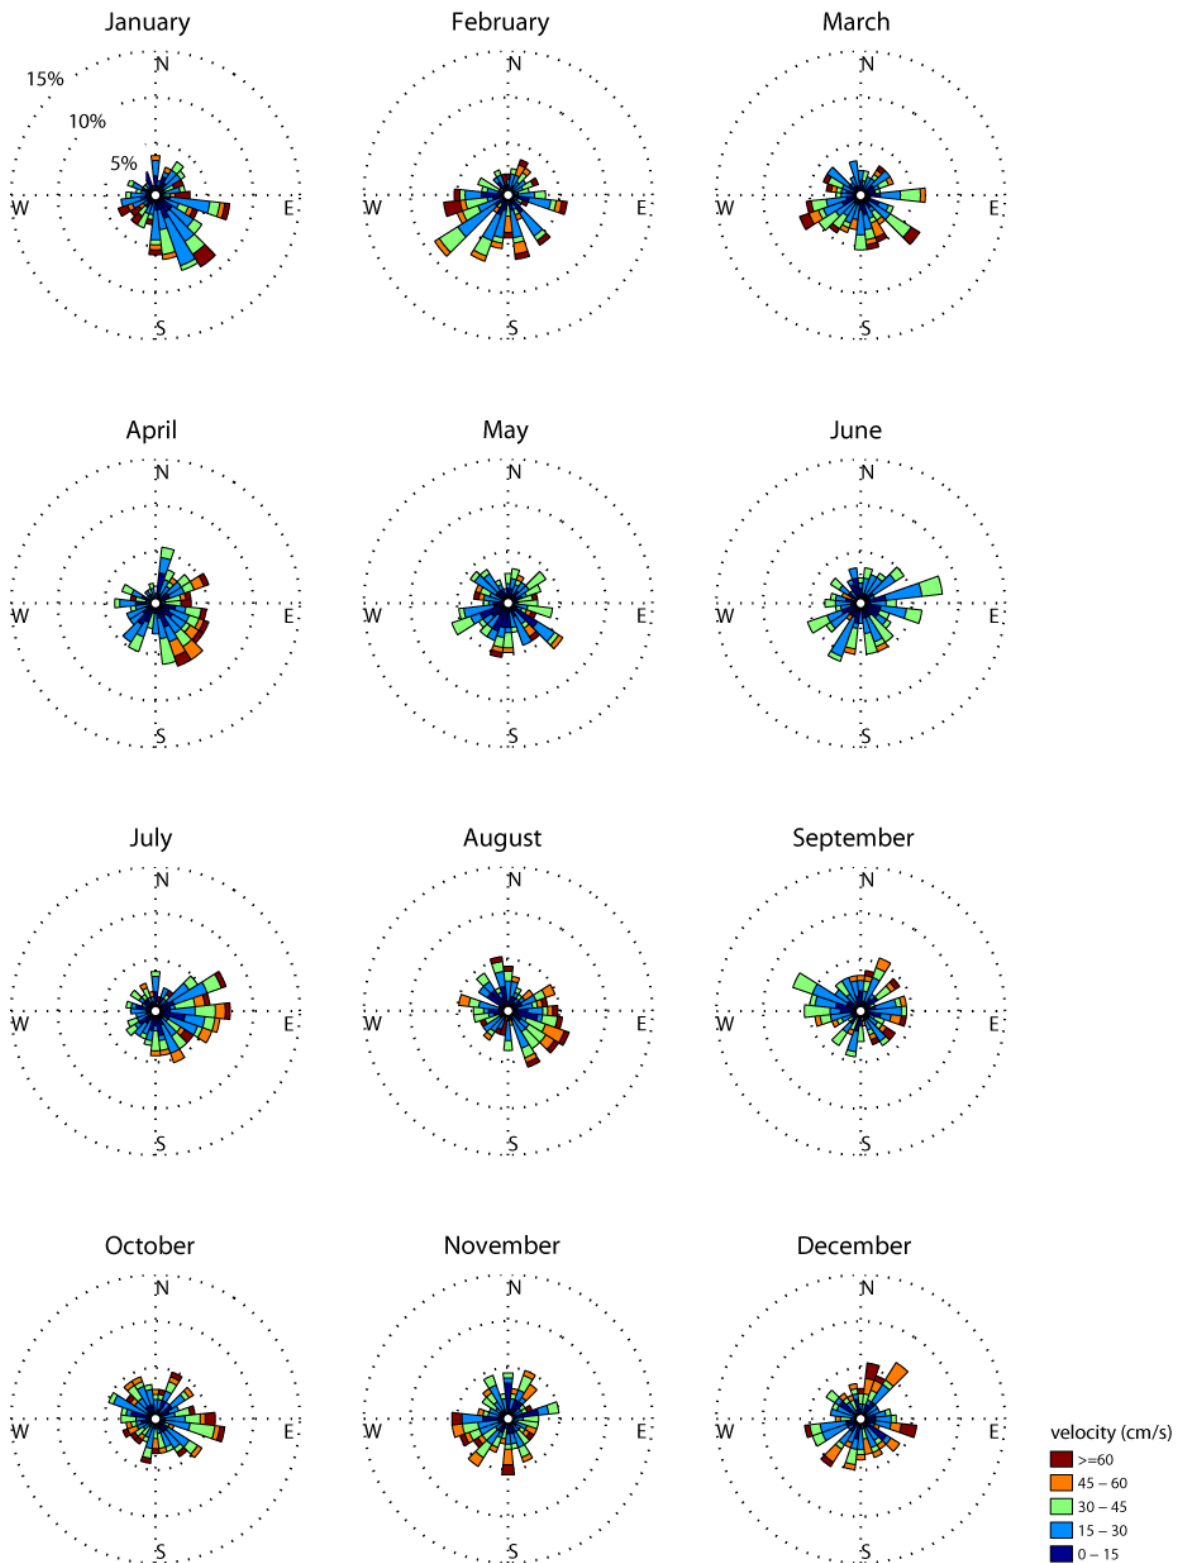 January February March
N N N
15%
10%
5%
W E W E W E
S S S
April May June
N N N
W E W E W E
S S S
July August September
N N N
W E W E W E
S S S
October November December
N N N
W E W E W E
S S S
velocity (cm/s)
>=60
45 – 60
30 – 45
15 – 30
0 – 15